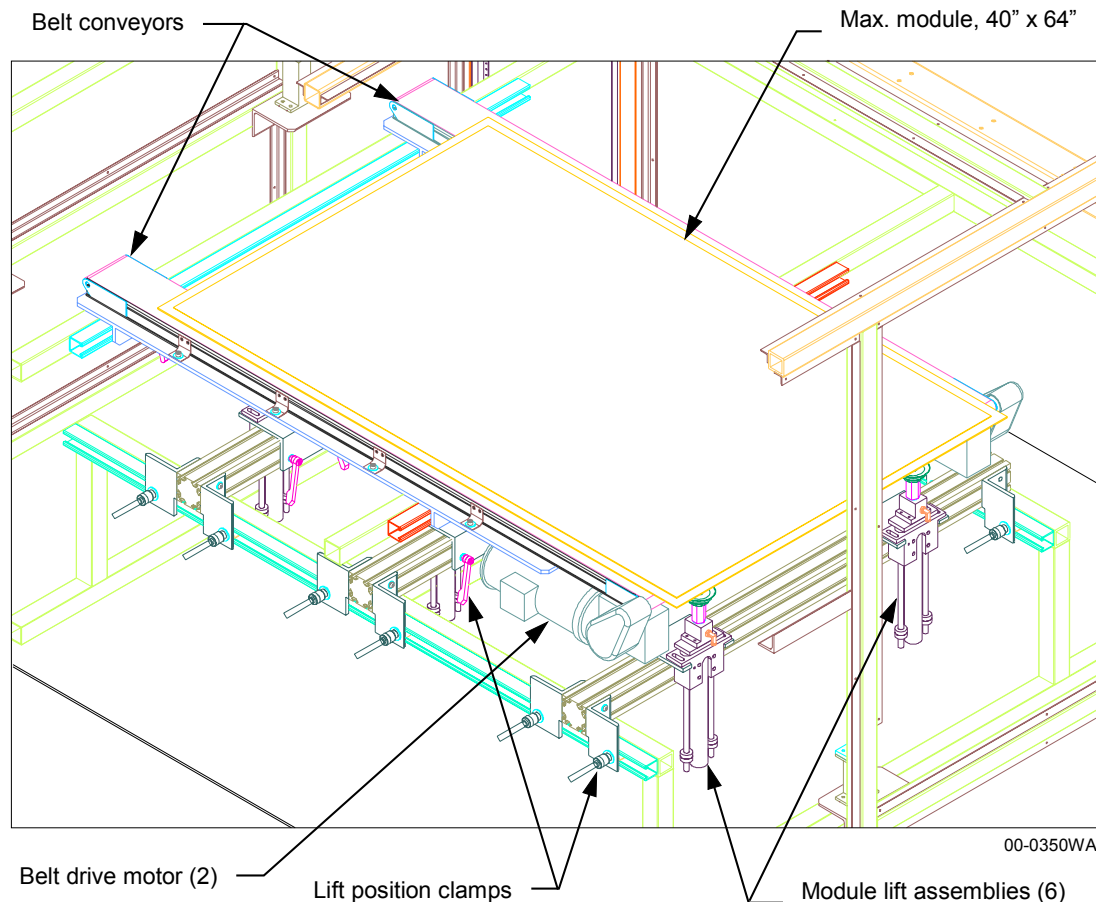 Belt conveyors
Max. module, 40” x 64”
00-0350WA
Belt drive motor (2)
Lift position clamps
Module lift assemblies (6)